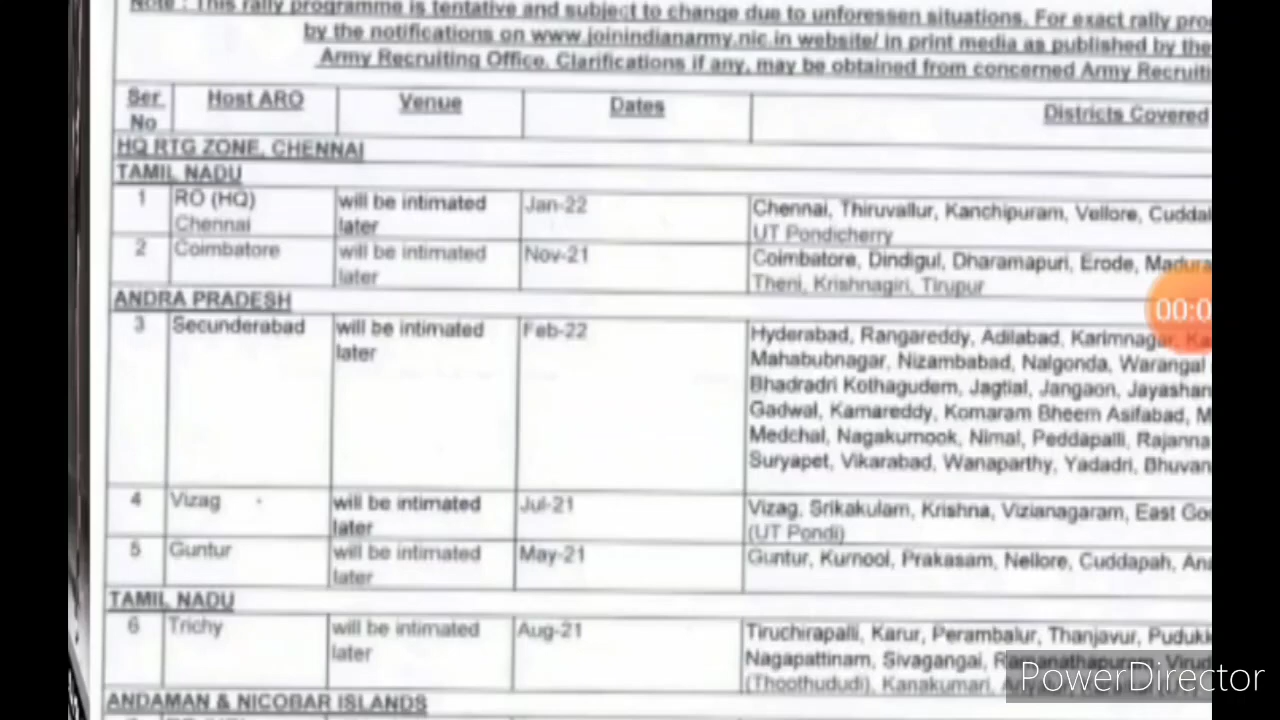 Note : This rally programme is tentative and subject to change due to unforessen situations. For exact rally
by the notifications on www.joinindianarmy.nic.in website/ in print media as published by the
Army Recruiting Office. Clarifications if any, may be obtained from concerned Army
Ser No Host ARO Venue Dates Districts Covered
HQ RTG ZONE, CHENNAI
TAMIL NADU
1 RO (HQ) will be intimated Jan-22 Chennai, Thiruvallur, Kanchipuram, Vellore,
Chennai later UT Pondicherry
2 Coimbatore will be intimated Nov-21 Coimbatore, Dindigul, Dharamapuri, Erode,
later Theni, Krishnagiri, Tirupur
ANDRA PRADESH
3 Secunderabad will be intimated Feb-22 Hyderabad, Rangareddy, Adilabad, Karimnagar,
later Mahabubnagar, Nizambabad, Nalgonda, Warangal
Bhadradri Kothagudem, Jagtial, Jangaon,
Gadwal, Kamareddy, Komaram Bheem Asifabad,
Medchal, Nagakurnook, Nimal, Peddapalli, Rajanna
Suryapet, Vikarabad, Wanaparthy, Yadadri,
4 Vizag will be intimated Jul-21 Vizag, Srikakulam, Krishna, Vizianagaram, East
later (UT Pondi)
5 Guntur will be intimated May-21 Guntur, Kurnool, Prakasam, Nellore, Cuddapah,
later
TAMIL NADU
6 Trichy will be intimated Aug-21 Tiruchirapalli, Karur, Perambalur, Thanjavur,
later Nagapattinam, Sivagangai, Ramanathapuram,
(Thoothududi), Kanakumari,
ANDAMAN & NICOBAR ISLANDS
00:0
PowerDirector